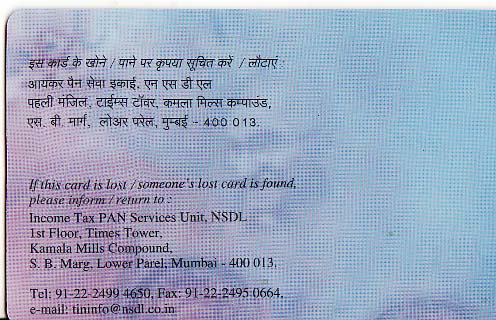 इस कार्ड के खोने / पाने पर कृपया सूचित करें / लौटाएं :
आयकर पैन सेवा इकाई, एन एस डी एल
पहली मंजिल, टाईम्स टॉवर, कमला मिल्स कम्पाउंड,
एस. बी. मार्ग, लोअर परेल, मुम्बई - 400 013.
If this card is lost / someone's lost card is found,
please inform / return to :
Income Tax PAN Services Unit, NSDL
1st Floor, Times Tower,
Kamala Mills Compound,
S. B. Marg, Lower Parel, Mumbai - 400 013.
Tel: 91-22-2499 4650, Fax: 91-22-2495 0664,
e-mail: tininfo@nsdl.co.in